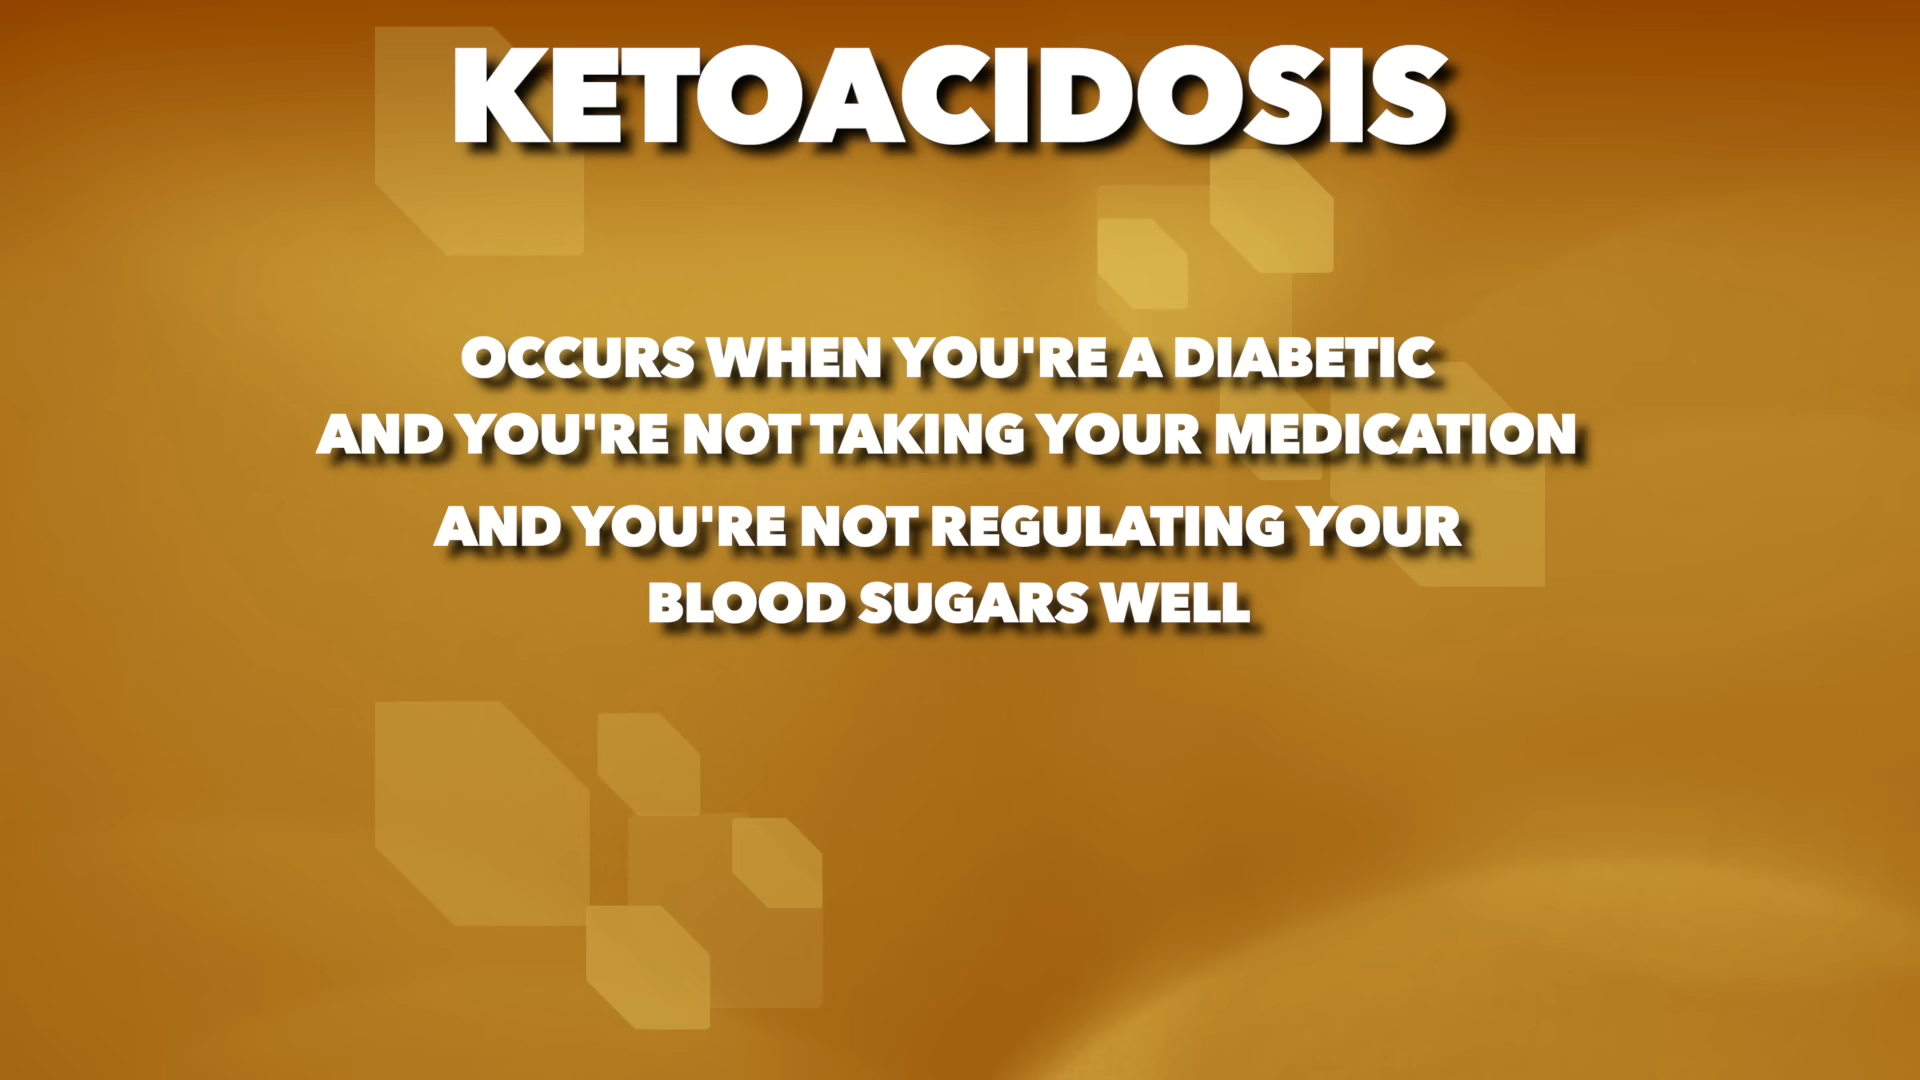 KETOACIDOSIS
OCCURS WHEN YOU'RE A DIABETIC
AND YOU'RE NOT TAKING YOUR MEDICATION
AND YOU'RE NOT REGULATING YOUR
BLOOD SUGARS WELL